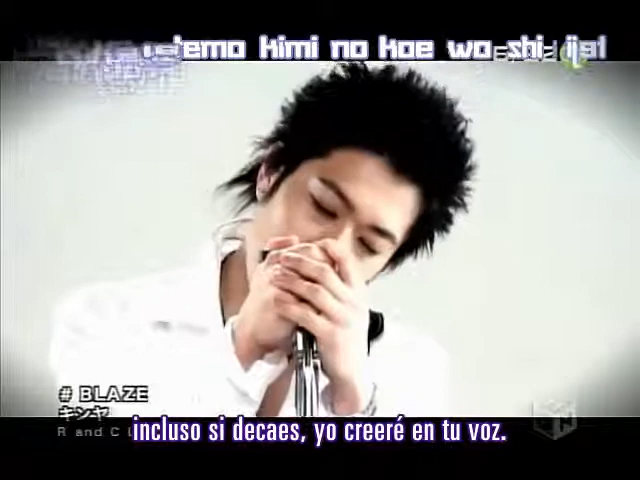 kimi no koe wo
# BLAZE
キンヤ
R and C
incluso si decaes, yo creeré en tu voz.